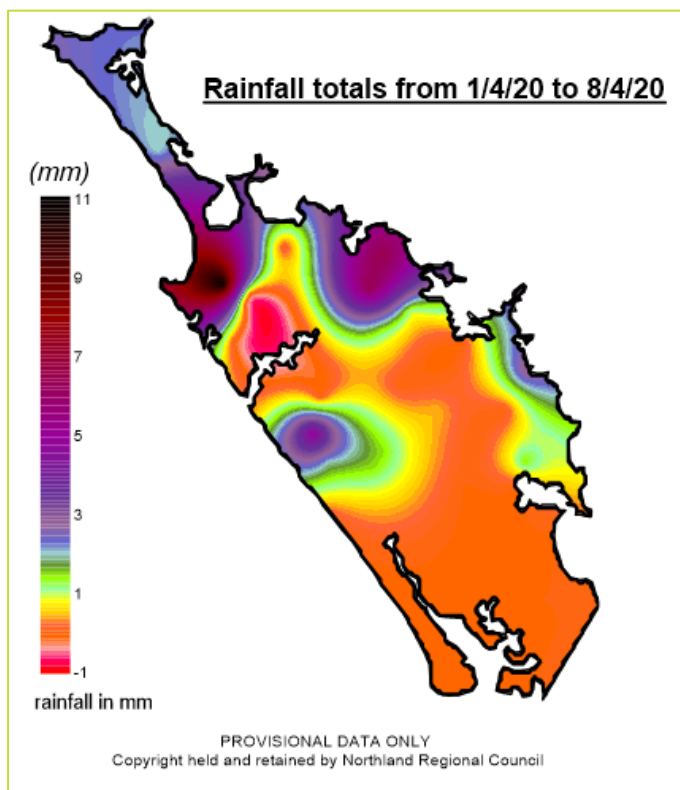 Rainfall totals from 1/4/20 to 8/4/20
(mm)
11
9
7
5
3
1
-1
rainfall in mm
PROVISIONAL DATA ONLY
Copyright held and retained by Northland Regional Council